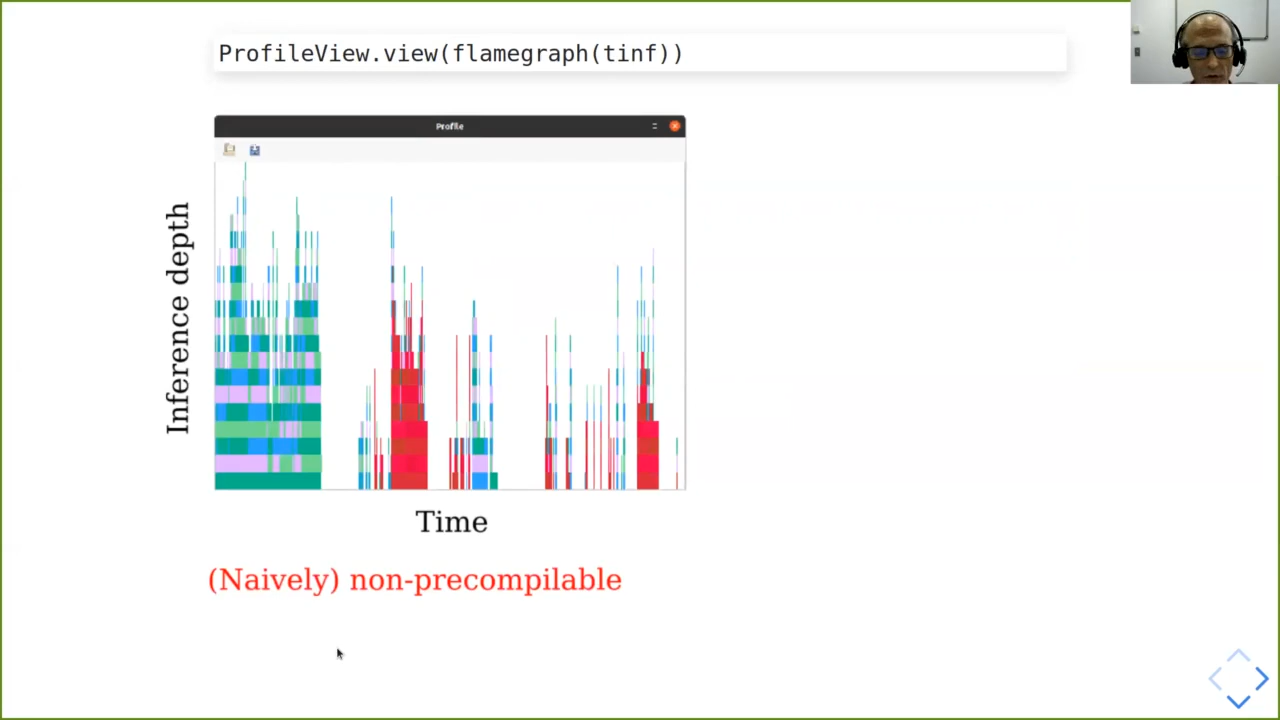 ProfileView.view(flamegraph(tinf))
Profile
Inference depth
Time
(Naively) non-precompilable